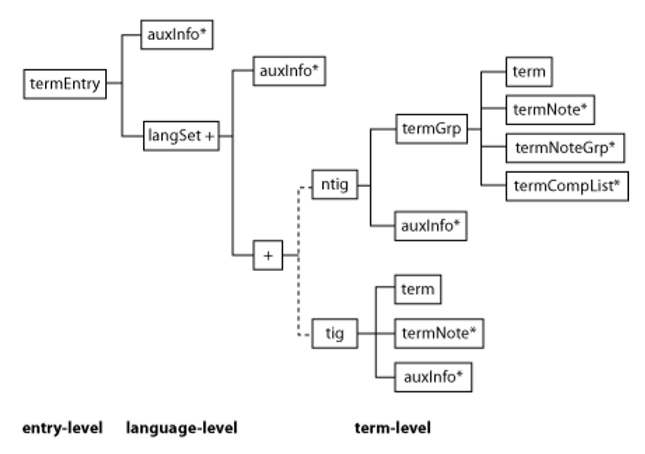 auxInfo*
termEntry
langSet +
auxInfo*
+
ntig
termGrp
term
termNote*
termNoteGrp*
termCompList*
auxInfo*
tig
term
termNote*
auxInfo*
entry-level language-level term-level